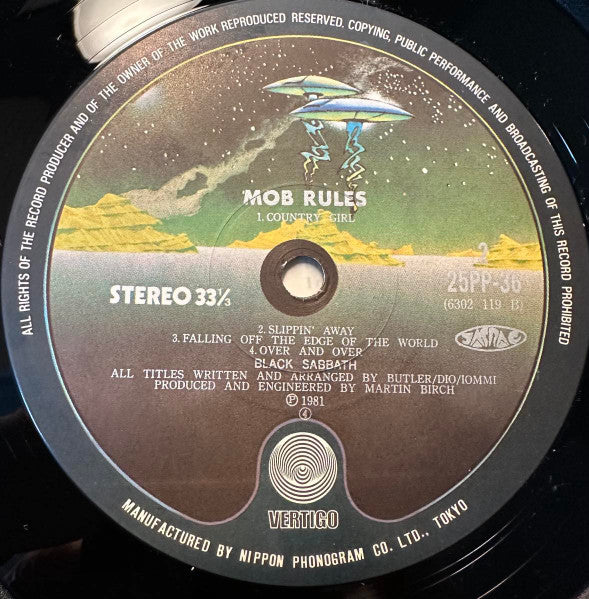 ALL RIGHTS OF THE RECORD PRODUCER AND OF THE OWNER OF THE WORK REPRODUCED RESERVED. COPYING, PUBLIC PERFORMANCE AND BROADCASTING OF THIS RECORD PROHIBITED
MOB RULES
1. COUNTRY GIRL
STEREO 33⅓
2
25PP-36
(6302 119 B)
JASRAC
2. SLIPPIN' AWAY
3. FALLING OFF THE EDGE OF THE WORLD
4. OVER AND OVER
BLACK SABBATH
ALL TITLES WRITTEN AND ARRANGED BY BUTLER/DIO/IOMMI
PRODUCED AND ENGINEERED BY MARTIN BIRCH
Ⓟ 1981
④
VERTIGO
MANUFACTURED BY NIPPON PHONOGRAM CO. LTD., TOKYO